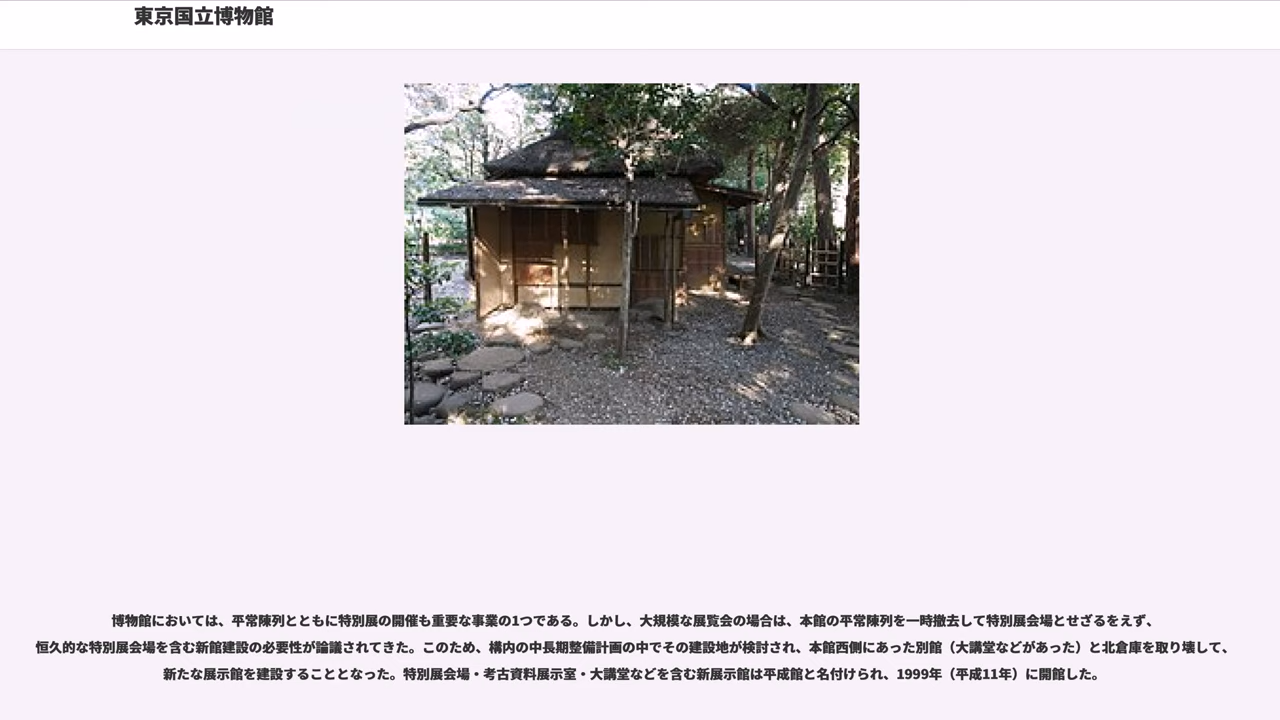 東京国立博物館
博物館においては、平常陳列とともに特別展の開催も重要な事業の1つである。しかし、大規模な展覧会の場合は、本館の平常陳列を一時撤去して特別展会場とせざるをえず、
恒久的な特別展会場を含む新館建設の必要性が論議されてきた。このため、構内の中長期整備計画の中でその建設地が検討され、本館西側にあった別館（大講堂などがあった）と北倉庫を取り壊して、
新たな展示館を建設することとなった。特別展会場・考古資料展示室・大講堂などを含む新展示館は平成館と名付けられ、1999年（平成11年）に開館した。